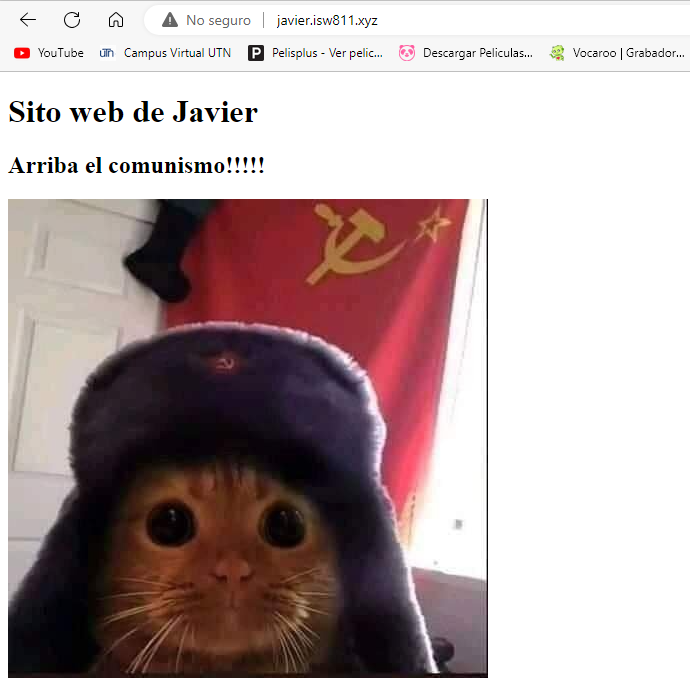 No seguro | javier.isw811.xyz
YouTube UTN Campus Virtual UTN P Pelisplus - Ver pelic... Descargar Peliculas... Vocaroo | Grabador...
Sito web de Javier
Arriba el comunismo!!!!!